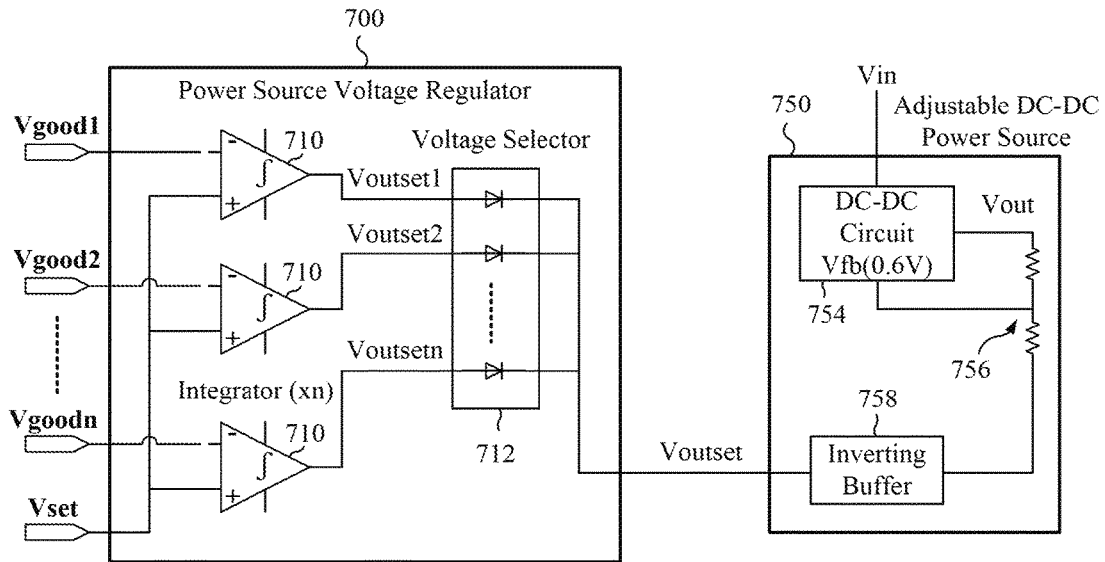 700
Power Source Voltage Regulator
Vgood1
-
∫
+
710
Voltage Selector
Voutset1
Vgood2
-
∫
+
710
Voutset2
Voutsetn
Integrator (xn)
Vgoodn
-
∫
+
710
712
Vset
Voutset
Vin
750
Adjustable DC-DC
Power Source
DC-DC
Circuit
Vfb(0.6V)
Vout
754
756
758
Inverting
Buffer